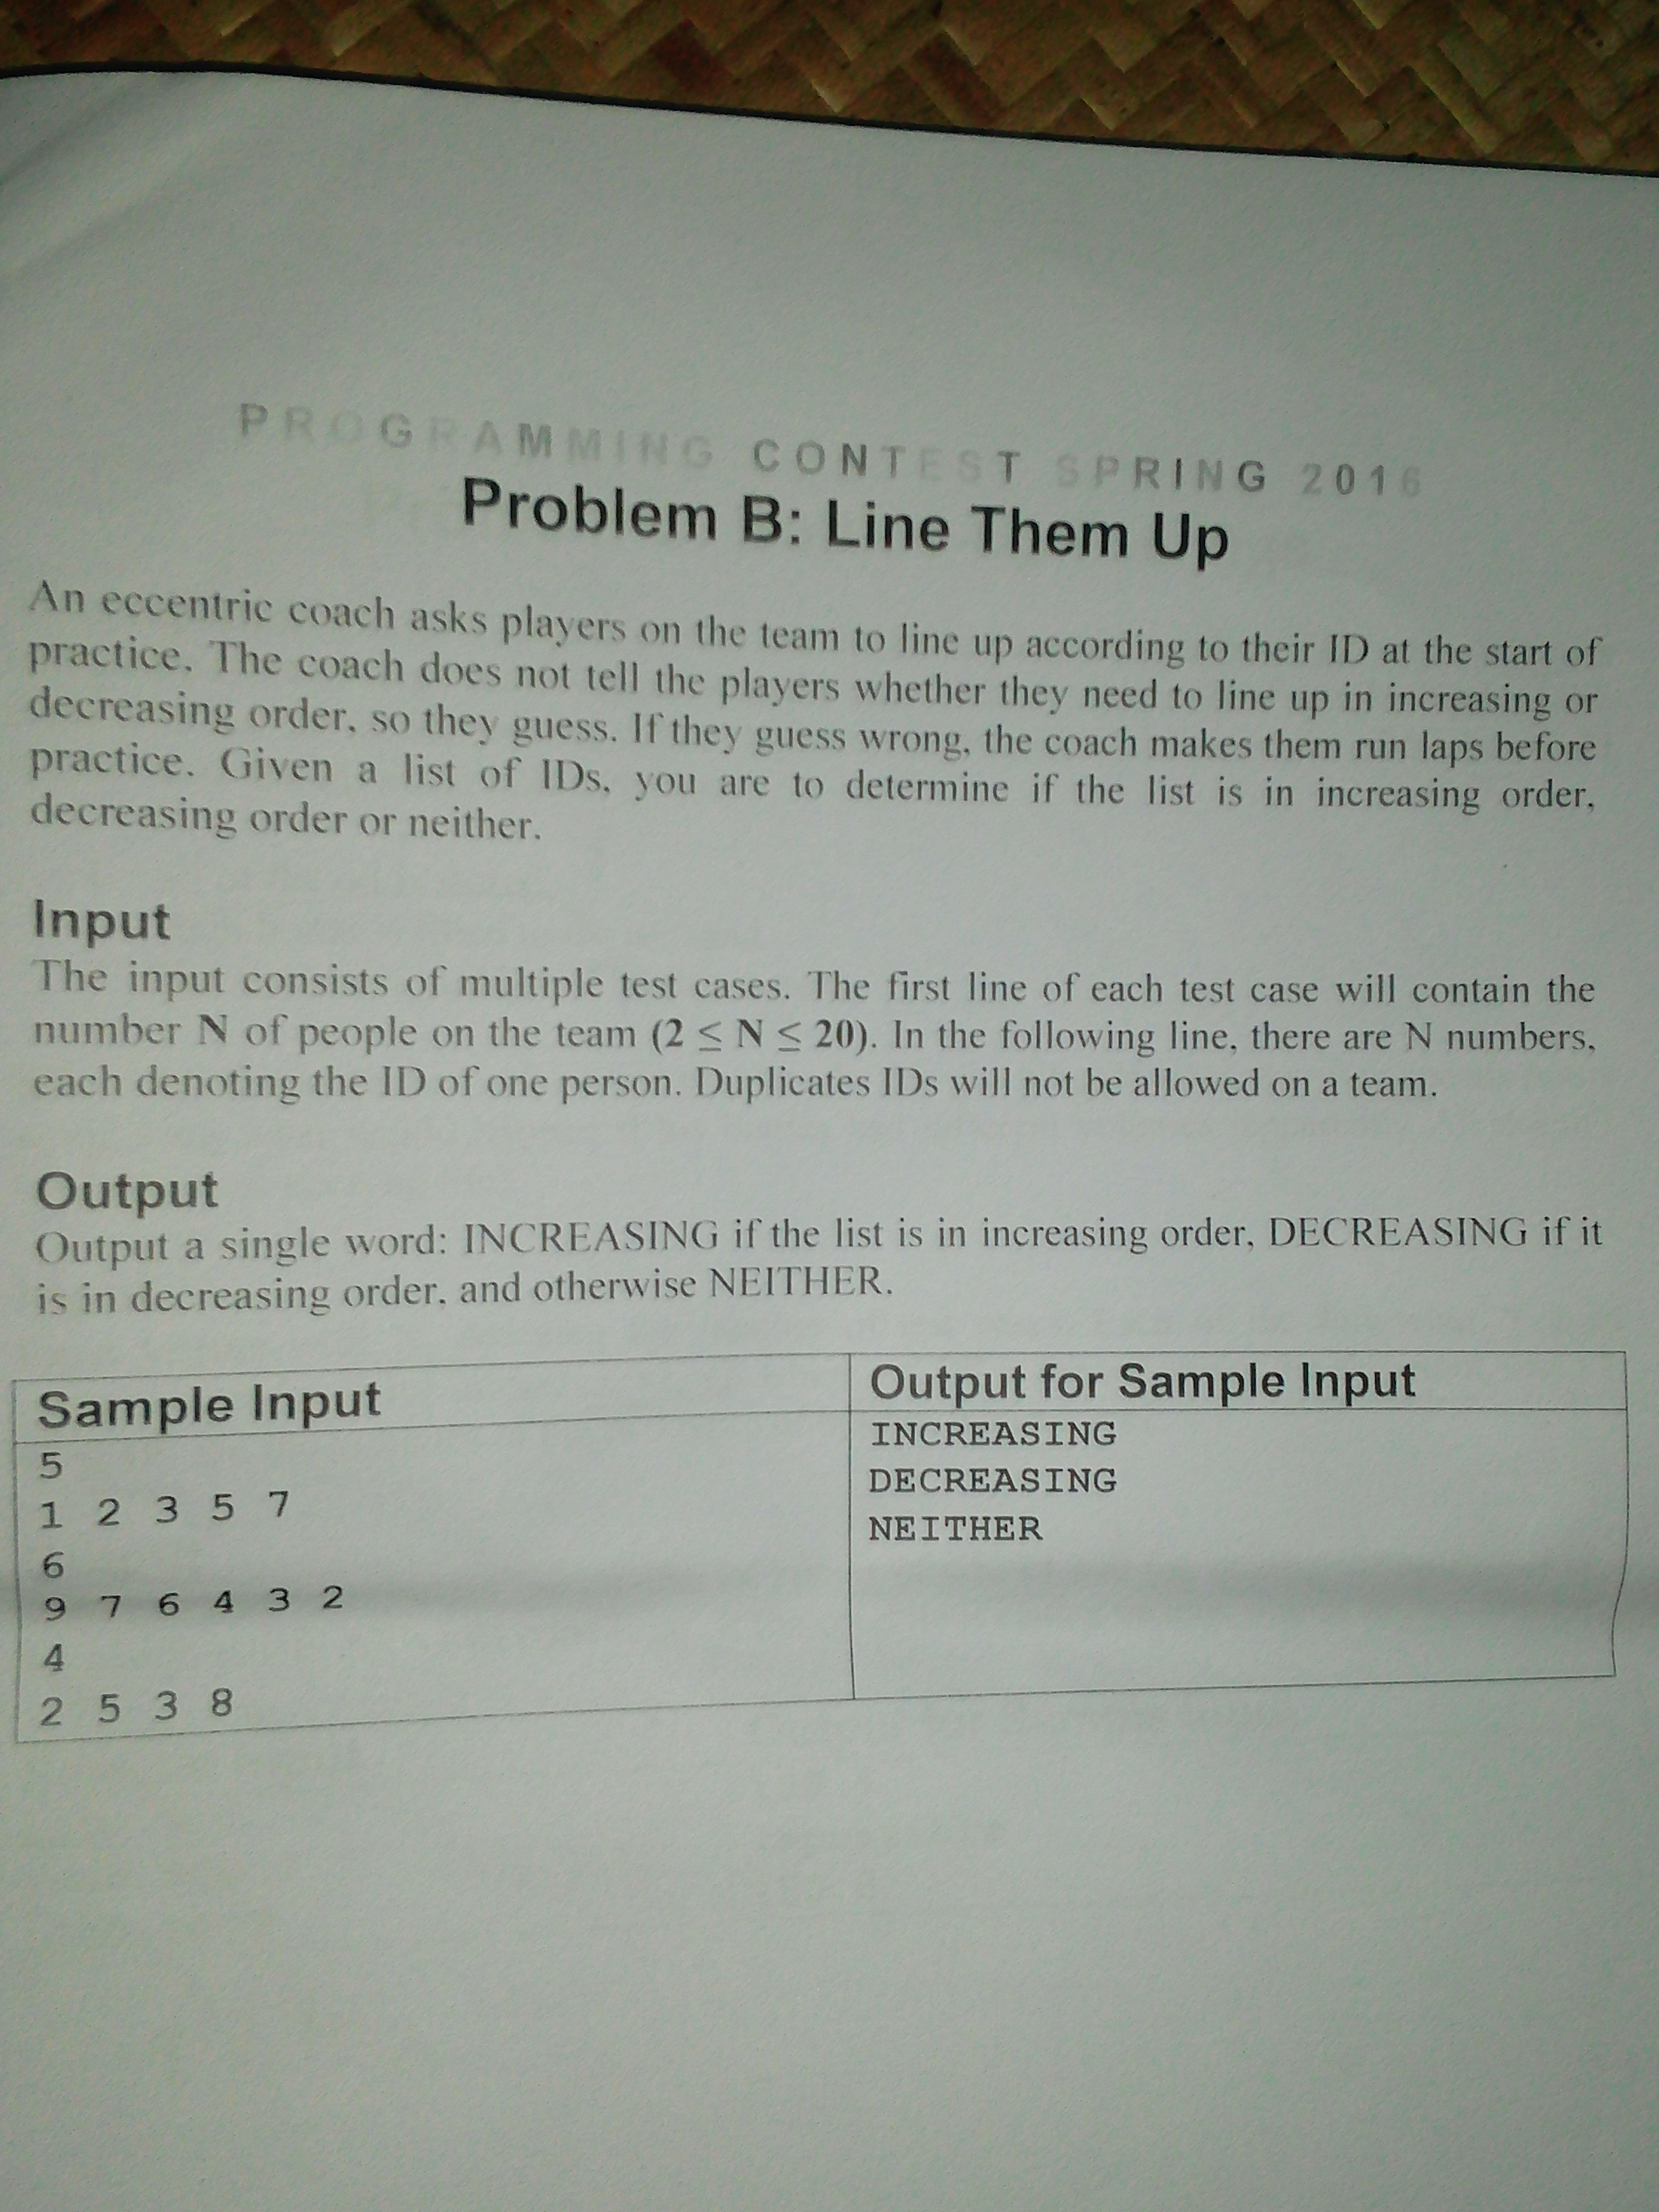 PROGRAMMING CONTEST SPRING 2016
Problem B: Line Them Up
An eccentric coach asks players on the team to line up according to their ID at the start of
practice. The coach does not tell the players whether they need to line up in increasing or
decreasing order, so they guess. If they guess wrong, the coach makes them run laps before
practice. Given a list of IDs, you are to determine if the list is in increasing order,
decreasing order or neither.
Input
The input consists of multiple test cases. The first line of each test case will contain the
number N of people on the team (2 ≤ N ≤ 20). In the following line, there are N numbers,
each denoting the ID of one person. Duplicates IDs will not be allowed on a team.
Output
Output a single word: INCREASING if the list is in increasing order, DECREASING if it
is in decreasing order, and otherwise NEITHER.
Sample Input
5
1 2 3 5 7
6
9 7 6 4 3 2
4
2 5 3 8
Output for Sample Input
INCREASING
DECREASING
NEITHER